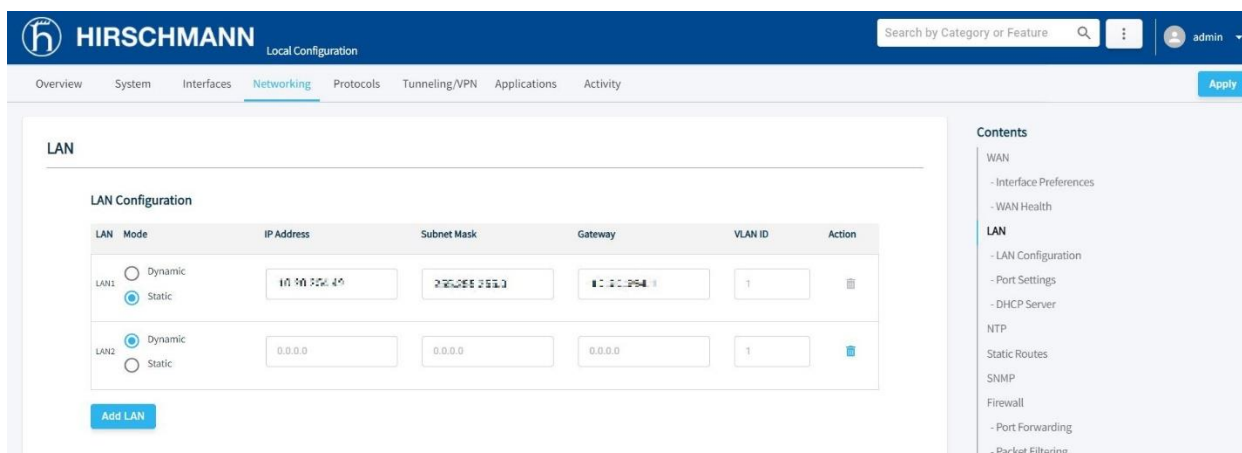 HIRSCHMANN
Local Configuration
Search by Category or Feature
admin
Overview System Interfaces Networking Protocols Tunneling/VPN Applications Activity
Apply
LAN
LAN Configuration
LAN Mode IP Address Subnet Mask Gateway VLAN ID Action
LAN1 Dynamic
Static
1
LAN2 Dynamic
Static
0.0.0.0 0.0.0.0 0.0.0.0 1
Add LAN
Contents
WAN
- Interface Preferences
- WAN Health
LAN
- LAN Configuration
- Port Settings
- DHCP Server
NTP
Static Routes
SNMP
Firewall
- Port Forwarding
- Packet Filtering